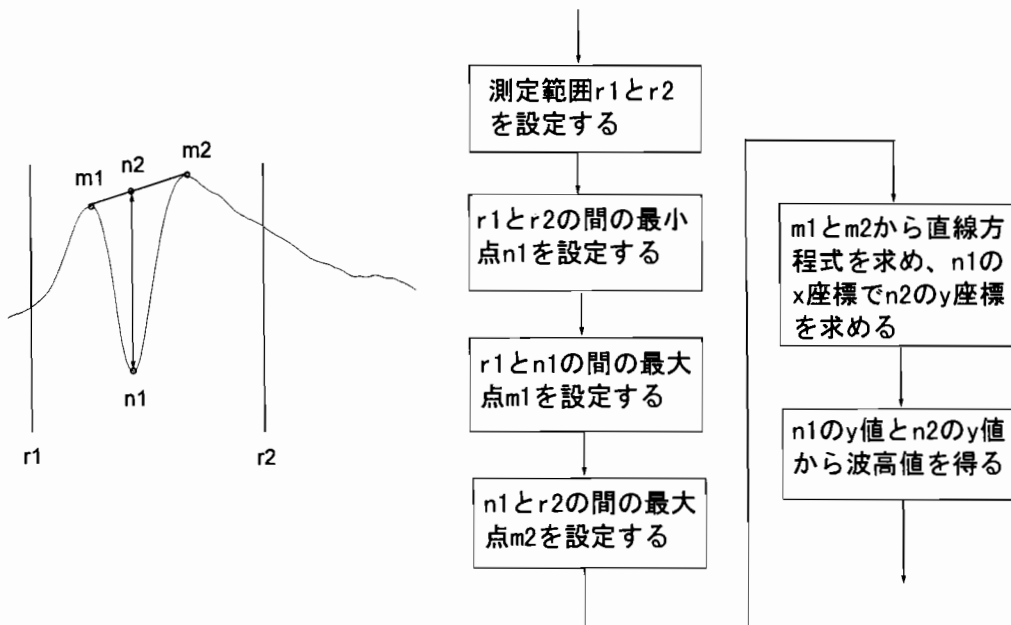 m1
n2
m2
n1
r1
r2
測定範囲r1とr2
を設定する
r1とr2の間の最小
点n1を設定する
r1とn1の間の最大
点m1を設定する
n1とr2の間の最大
点m2を設定する
m1とm2から直線方
程式を求め、n1の
x座標でn2のy座標
を求める
n1のy値とn2のy値
から波高値を得る